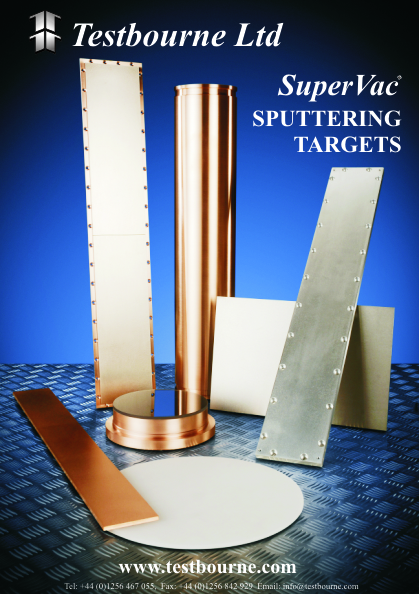 Testbourne Ltd
SuperVac®
SPUTTERING
TARGETS
www.testbourne.com
Tel: +44 (0)1256 467 055, Fax: +44 (0)1256 842 929 Email: info@testbourne.com